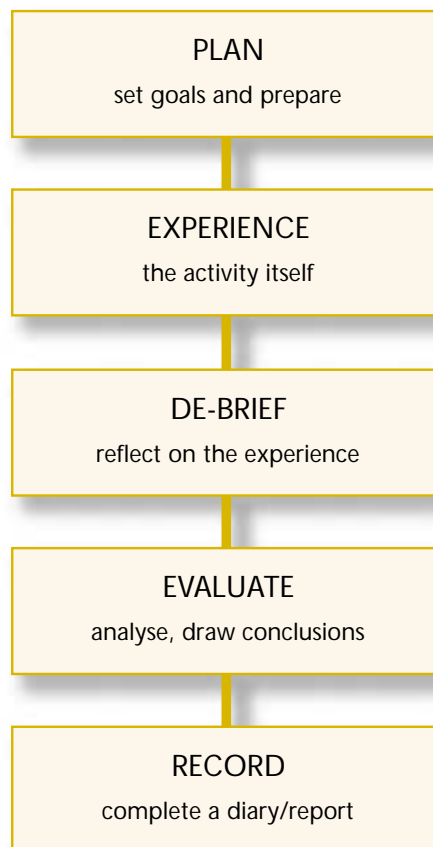 PLAN
set goals and prepare
EXPERIENCE
the activity itself
DE-BRIEF
reflect on the experience
EVALUATE
analyse, draw conclusions
RECORD
complete a diary/report